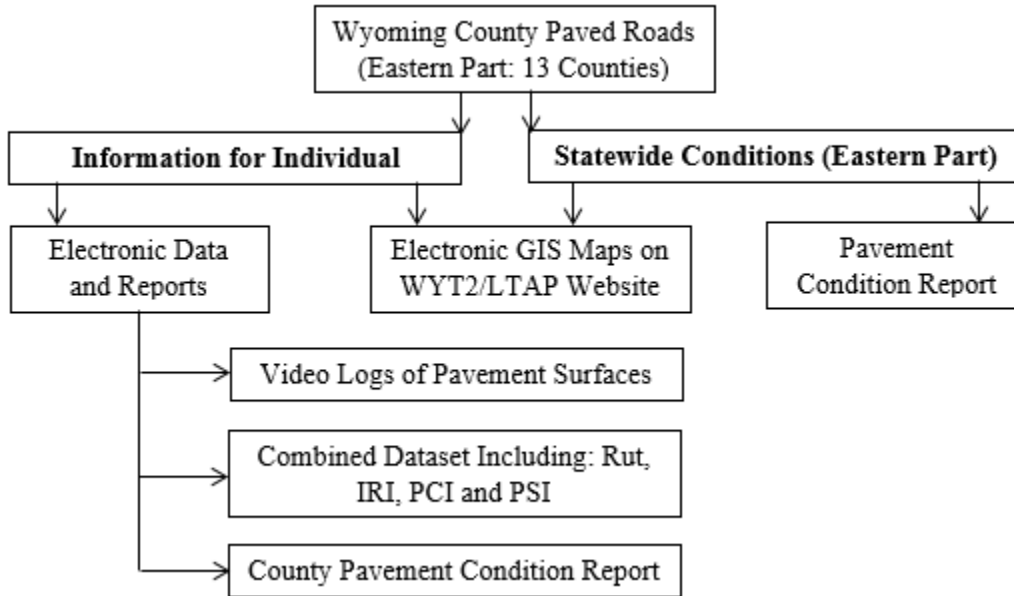 Wyoming County Paved Roads
(Eastern Part: 13 Counties)
Information for Individual
Statewide Conditions (Eastern Part)
Electronic Data
and Reports
Electronic GIS Maps on
WYT2/LTAP Website
Pavement
Condition Report
Video Logs of Pavement Surfaces
Combined Dataset Including: Rut,
IRI, PCI and PSI
County Pavement Condition Report